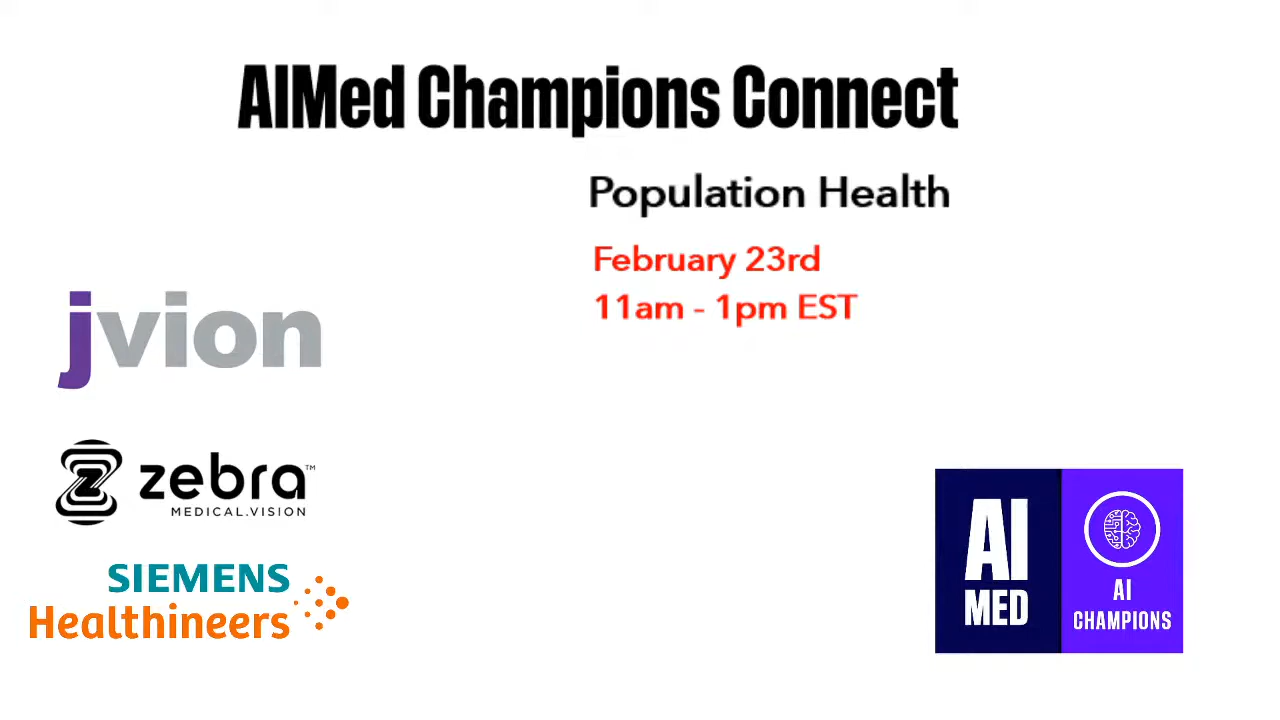 AIMed Champions Connect
Population Health
February 23rd
11am - 1pm EST
jvion
zebra™
MEDICAL.VISION
SIEMENS
Healthineers
AI
MED
AI
CHAMPIONS